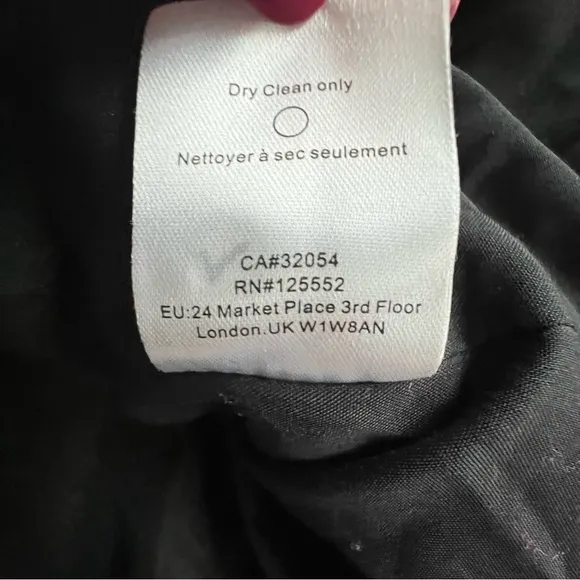 Dry Clean only
Nettoyer à sec seulement
CA#32054
RN#125552
EU:24 Market Place 3rd Floor
London.UK W1W8AN